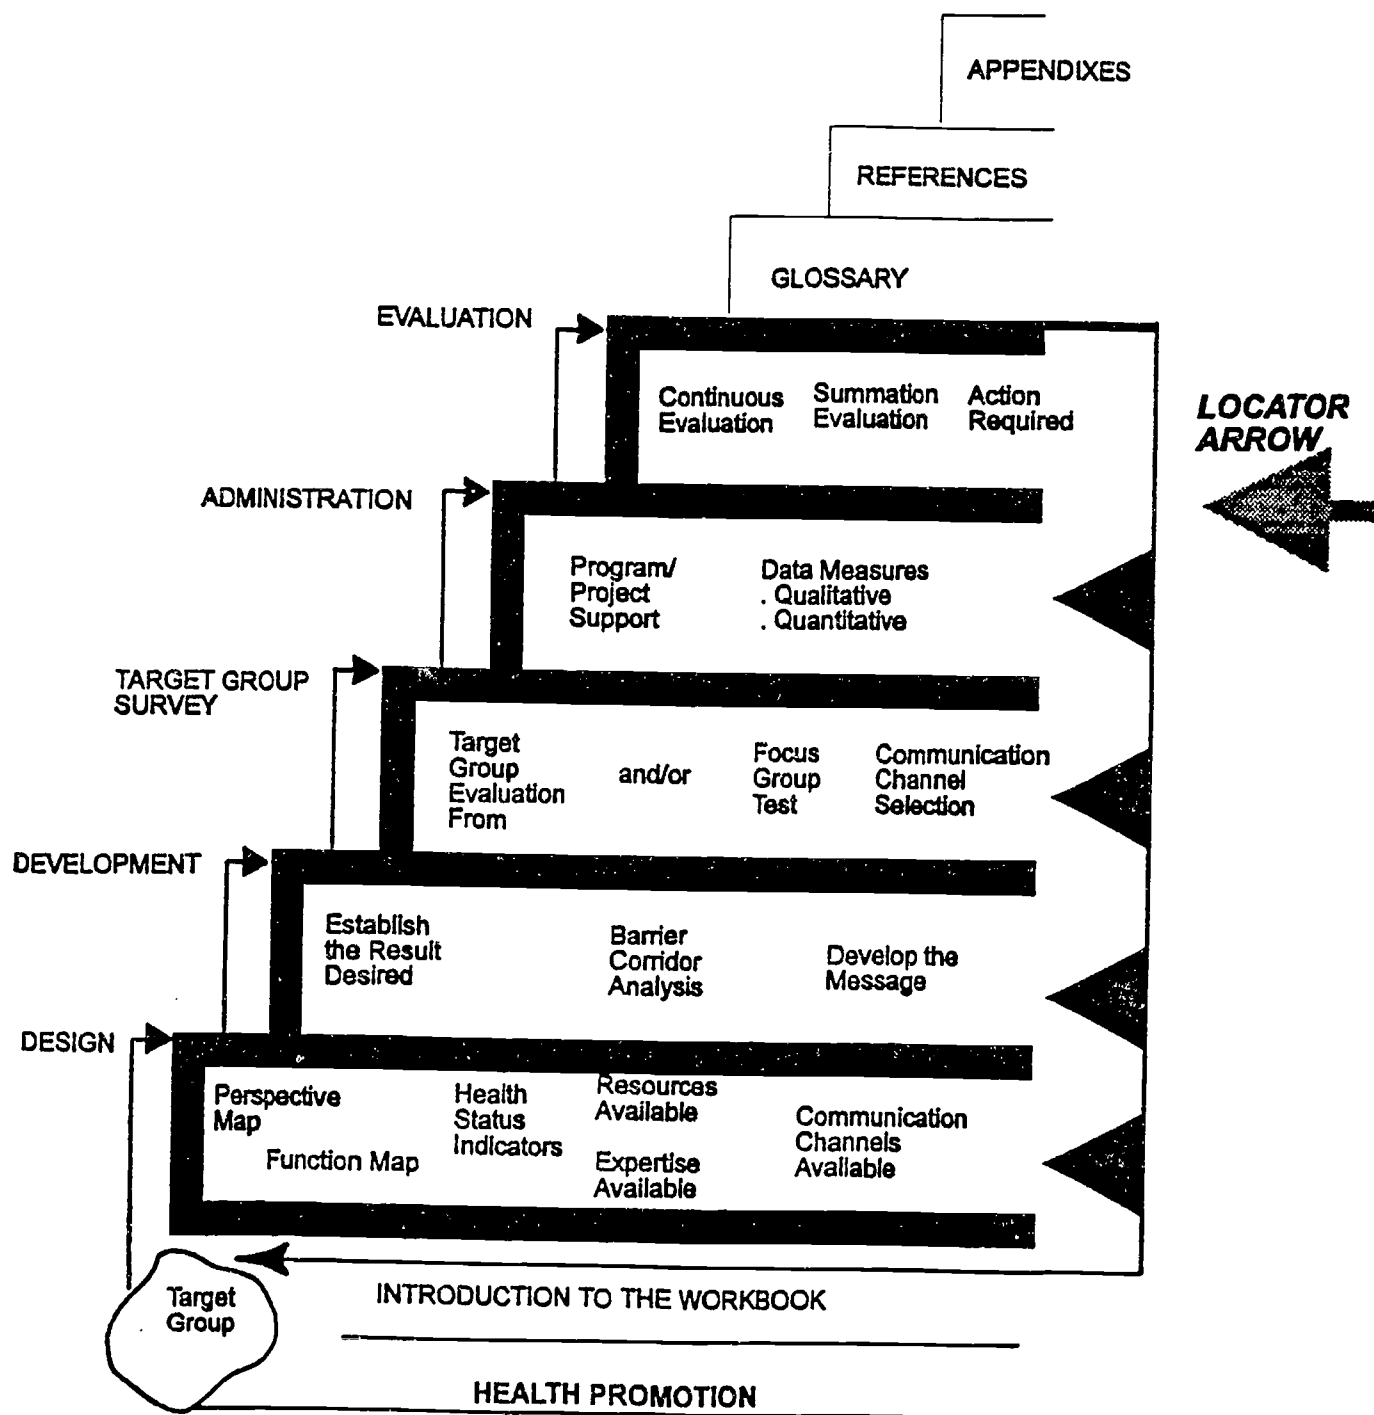 APPENDIXES
REFERENCES
GLOSSARY
EVALUATION
Continuous
Evaluation
Summation
Evaluation
Action
Required
LOCATOR
ARROW
ADMINISTRATION
Program/
Project
Support
Data Measures
. Qualitative
. Quantitative
TARGET GROUP
SURVEY
Target
Group
Evaluation
From
and/or
Focus
Group
Test
Communication
Channel
Selection
DEVELOPMENT
Establish
the Result
Desired
Barrier
Corridor
Analysis
Develop the
Message
DESIGN
Perspective
Map
Function Map
Health
Status
Indicators
Resources
Available
Expertise
Available
Communication
Channels
Available
Target
Group
INTRODUCTION TO THE WORKBOOK
HEALTH PROMOTION